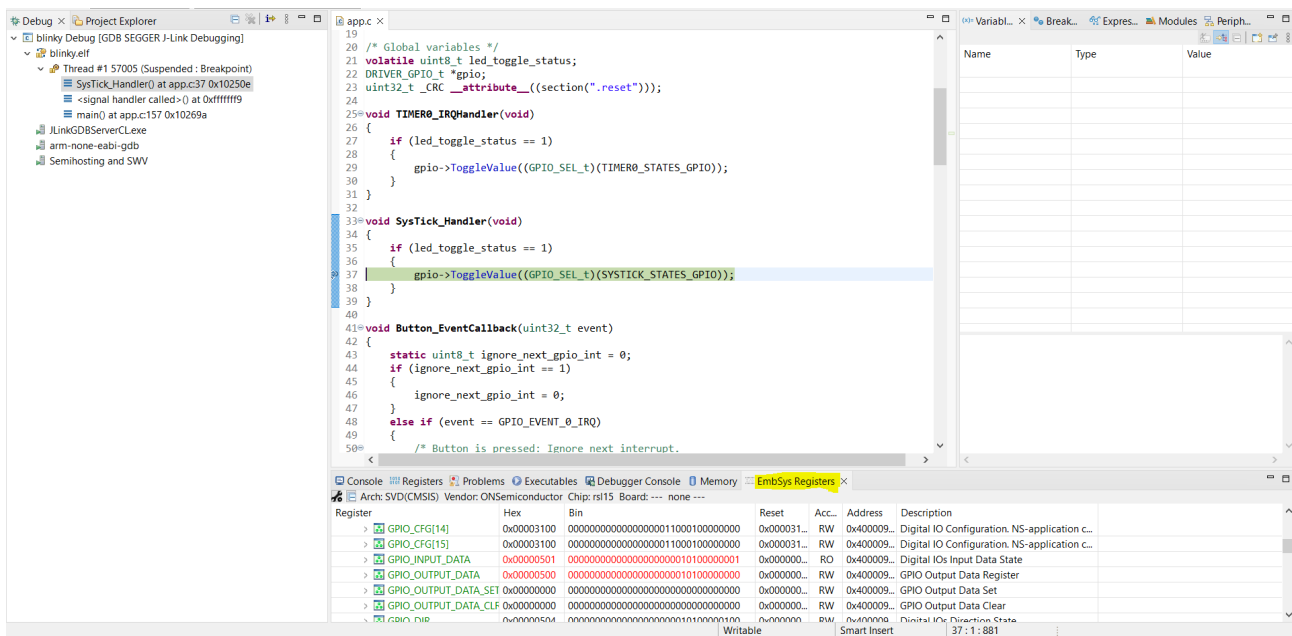 Debug Project Explorer
blinky Debug [GDB SEGGER J-Link Debugging]
blinky.elf
Thread #1 57005 (Suspended : Breakpoint)
SysTick_Handler() at app.c:37 0x10250e
<signal handler called>() at 0xfffffff9
main() at app.c:157 0x10269a
JLinkGDBServerCL.exe
arm-none-eabi-gdb
Semihosting and SWV
app.c
19
20 /* Global variables */
21 volatile uint8_t led_toggle_status;
22 DRIVER_GPIO_t *gpio;
23 uint32_t _CRC __attribute__((section(".reset")));
24
25 void TIMER0_IRQHandler(void)
26 {
27 if (led_toggle_status == 1)
28 {
29 gpio->ToggleValue((GPIO_SEL_t)(TIMER0_STATES_GPIO));
30 }
31 }
32
33 void SysTick_Handler(void)
34 {
35 if (led_toggle_status == 1)
36 {
37 gpio->ToggleValue((GPIO_SEL_t)(SYSTICK_STATES_GPIO));
38 }
39 }
40
41 void Button_EventCallback(uint32_t event)
42 {
43 static uint8_t ignore_next_gpio_int = 0;
44 if (ignore_next_gpio_int == 1)
45 {
46 ignore_next_gpio_int = 0;
47 }
48 else if (event == GPIO_EVENT_0_IRQ)
49 {
50 /* Button is pressed: Ignore next interrupt.
(x)= Variabl... Break... Expres... Modules Periph...
Name Type Value
Console Registers Problems Executables Debugger Console Memory EmbSys Registers
Arch: SVD(CMSIS) Vendor: ONSemiconductor Chip: rsl15 Board: --- none ---
Register Hex Bin Reset Acc... Address Description
GPIO_CFG[14] 0x00003100 00000000000000000011000100000000 0x000031... RW 0x400009... Digital IO Configuration. NS-application c...
GPIO_CFG[15] 0x00003100 00000000000000000011000100000000 0x000031... RW 0x400009... Digital IO Configuration. NS-application c...
GPIO_INPUT_DATA 0x00000501 00000000000000000000010100000001 0x000000... RO 0x400009... Digital IOs Input Data State
GPIO_OUTPUT_DATA 0x00000500 00000000000000000000010100000000 0x000000... RW 0x400009... GPIO Output Data Register
GPIO_OUTPUT_DATA_SET 0x00000000 00000000000000000000000000000000 0x000000... RW 0x400009... GPIO Output Data Set
GPIO_OUTPUT_DATA_CLR 0x00000000 00000000000000000000000000000000 0x000000... RW 0x400009... GPIO Output Data Clear
GPIO_DIR 0x00000504 00000000000000000000010100000100 0x000000... RW 0x400009... Digital IOs Direction State
Writable Smart Insert 37 : 1 : 881